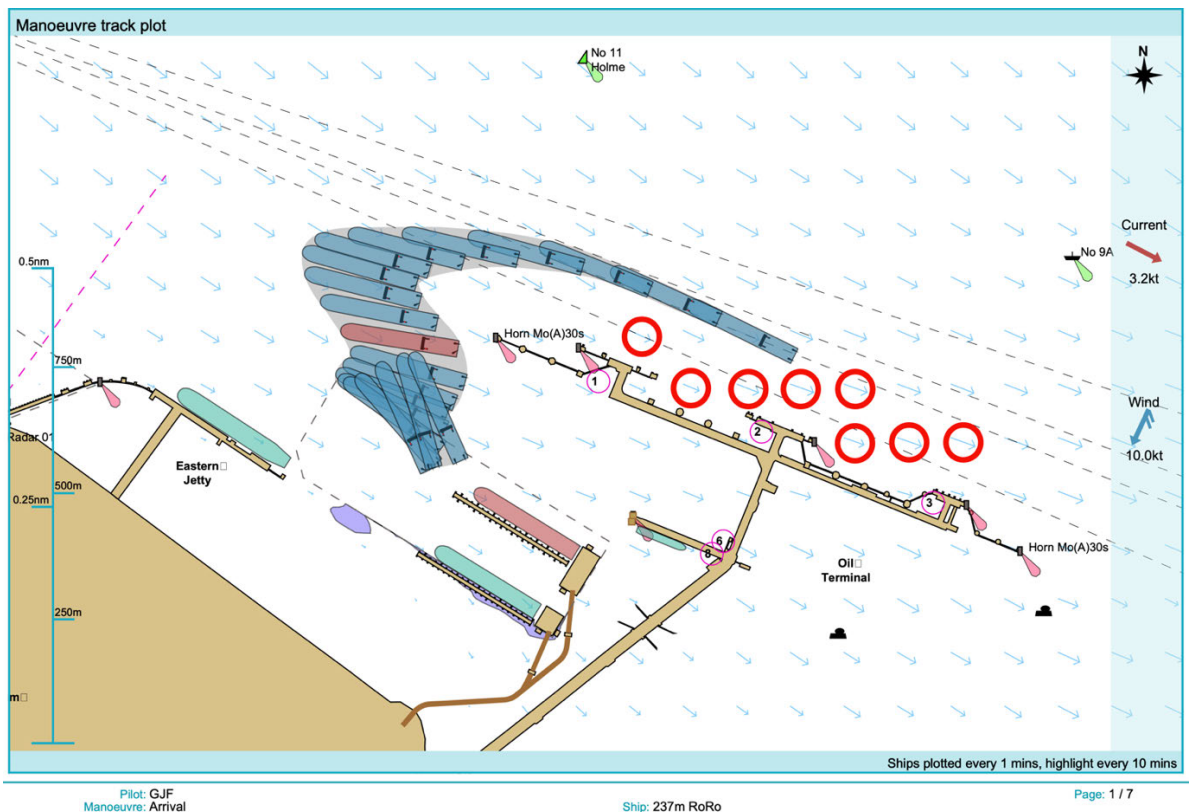 Manoeuvre track plot
No 11
Holme
N
Current
3.2kt
No 9A
0.5nm
Horn Mo(A)30s
750m
1
Wind
10.0kt
2
Radar 01
Eastern□
Jetty
500m
0.25nm
3
6
8
Horn Mo(A)30s
Oil□
Terminal
250m
m□
Ships plotted every 1 mins, highlight every 10 mins
Pilot: GJF
Manoeuvre: Arrival
Ship: 237m RoRo
Page: 1 / 7